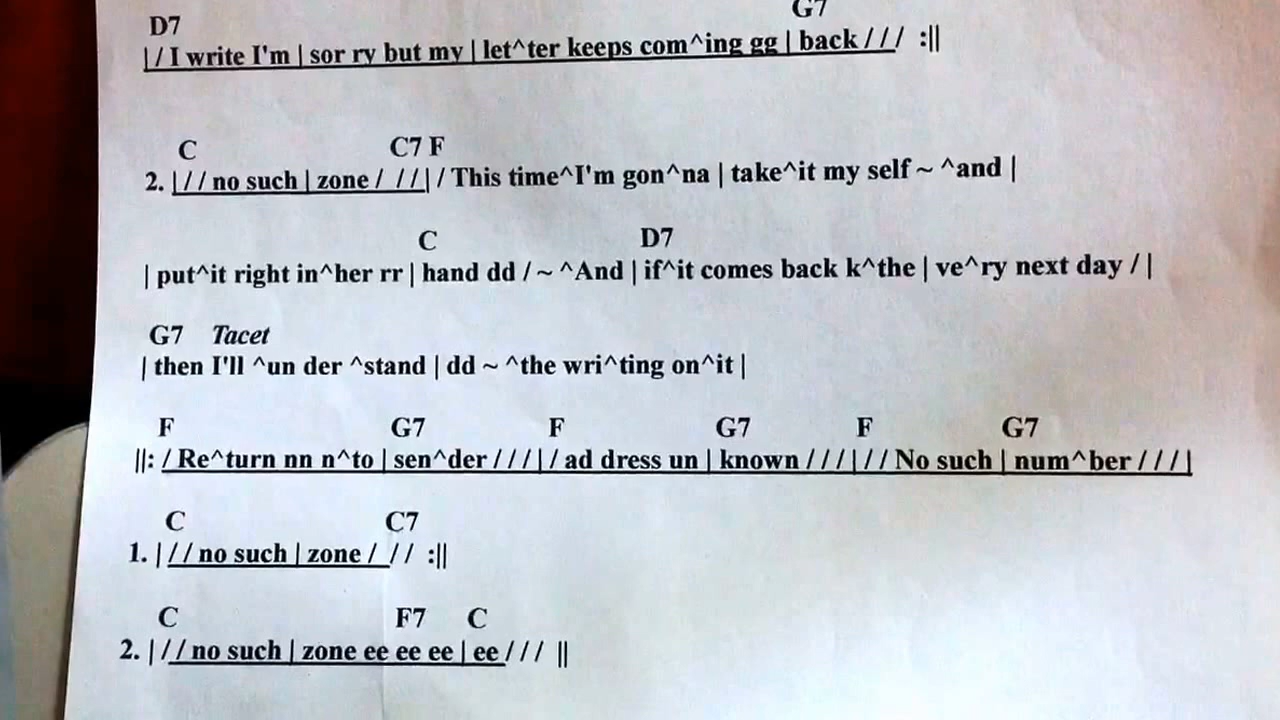 D7 G7
|/ I write I'm | sor ry but my | let^ter keeps com^ing gg | back / / / :||
C C7 F
2. | / / no such | zone / / / | / This time^I'm gon^na | take^it my self ~ ^and |
C D7
| put^it right in^her rr | hand dd / ~ ^And | if^it comes back k^the | ve^ry next day / |
G7 Tacet
| then I'll ^un der ^stand | dd ~ ^the wri^ting on^it |
F G7 F G7 F G7
||: / Re^turn nn n^to | sen^der / / / | / ad dress un | known / / / | / / No such | num^ber / / / |
C C7
1. | / / no such | zone / / / :||
C F7 C
2. | / / no such | zone ee ee ee | ee / / / ||